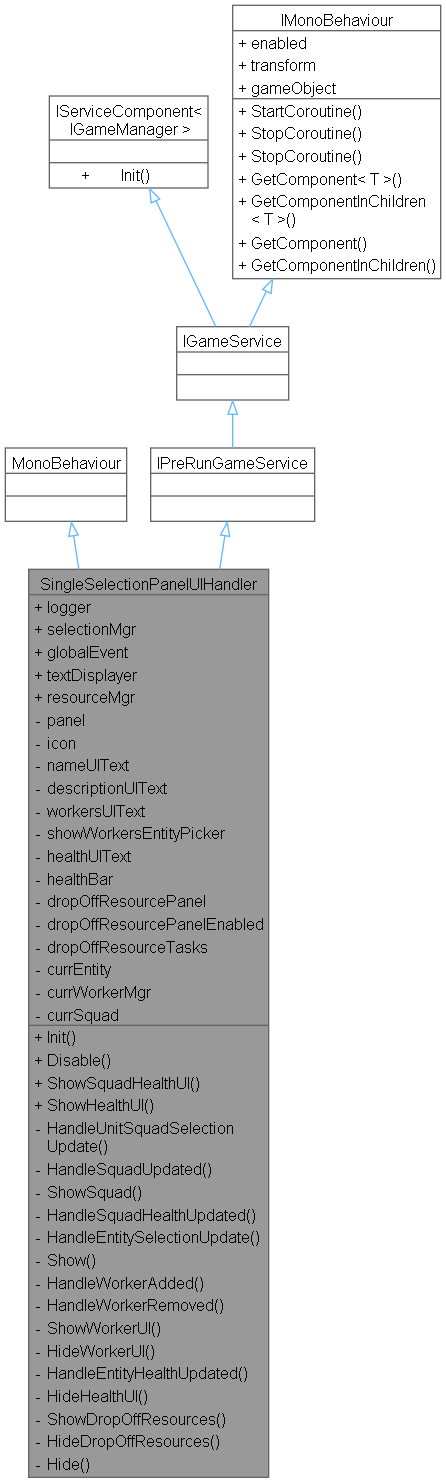 IMonoBehaviour
+ enabled
+ transform
+ gameObject
+ StartCoroutine()
+ StopCoroutine()
+ StopCoroutine()
+ GetComponent< T >()
+ GetComponentInChildren
< T >()
+ GetComponent()
+ GetComponentInChildren()
IServiceComponent<
IGameManager >
+ Init()
IGameService
MonoBehaviour
IPreRunGameService
SingleSelectionPanelUIHandler
+ logger
+ selectionMgr
+ globalEvent
+ textDisplayer
+ resourceMgr
- panel
- icon
- nameUIText
- descriptionUIText
- workersUIText
- showWorkersEntityPicker
- healthUIText
- healthBar
- dropOffResourcePanel
- dropOffResourcePanelEnabled
- dropOffResourceTasks
- currEntity
- currWorkerMgr
- currSquad
+ Init()
+ Disable()
+ ShowSquadHealthUI()
+ ShowHealthUI()
- HandleUnitSquadSelection
Update()
- HandleSquadUpdated()
- ShowSquad()
- HandleSquadHealthUpdated()
- HandleEntitySelectionUpdate()
- Show()
- HandleWorkerAdded()
- HandleWorkerRemoved()
- ShowWorkerUI()
- HideWorkerUI()
- HandleEntityHealthUpdated()
- HideHealthUI()
- ShowDropOffResources()
- HideDropOffResources()
- Hide()